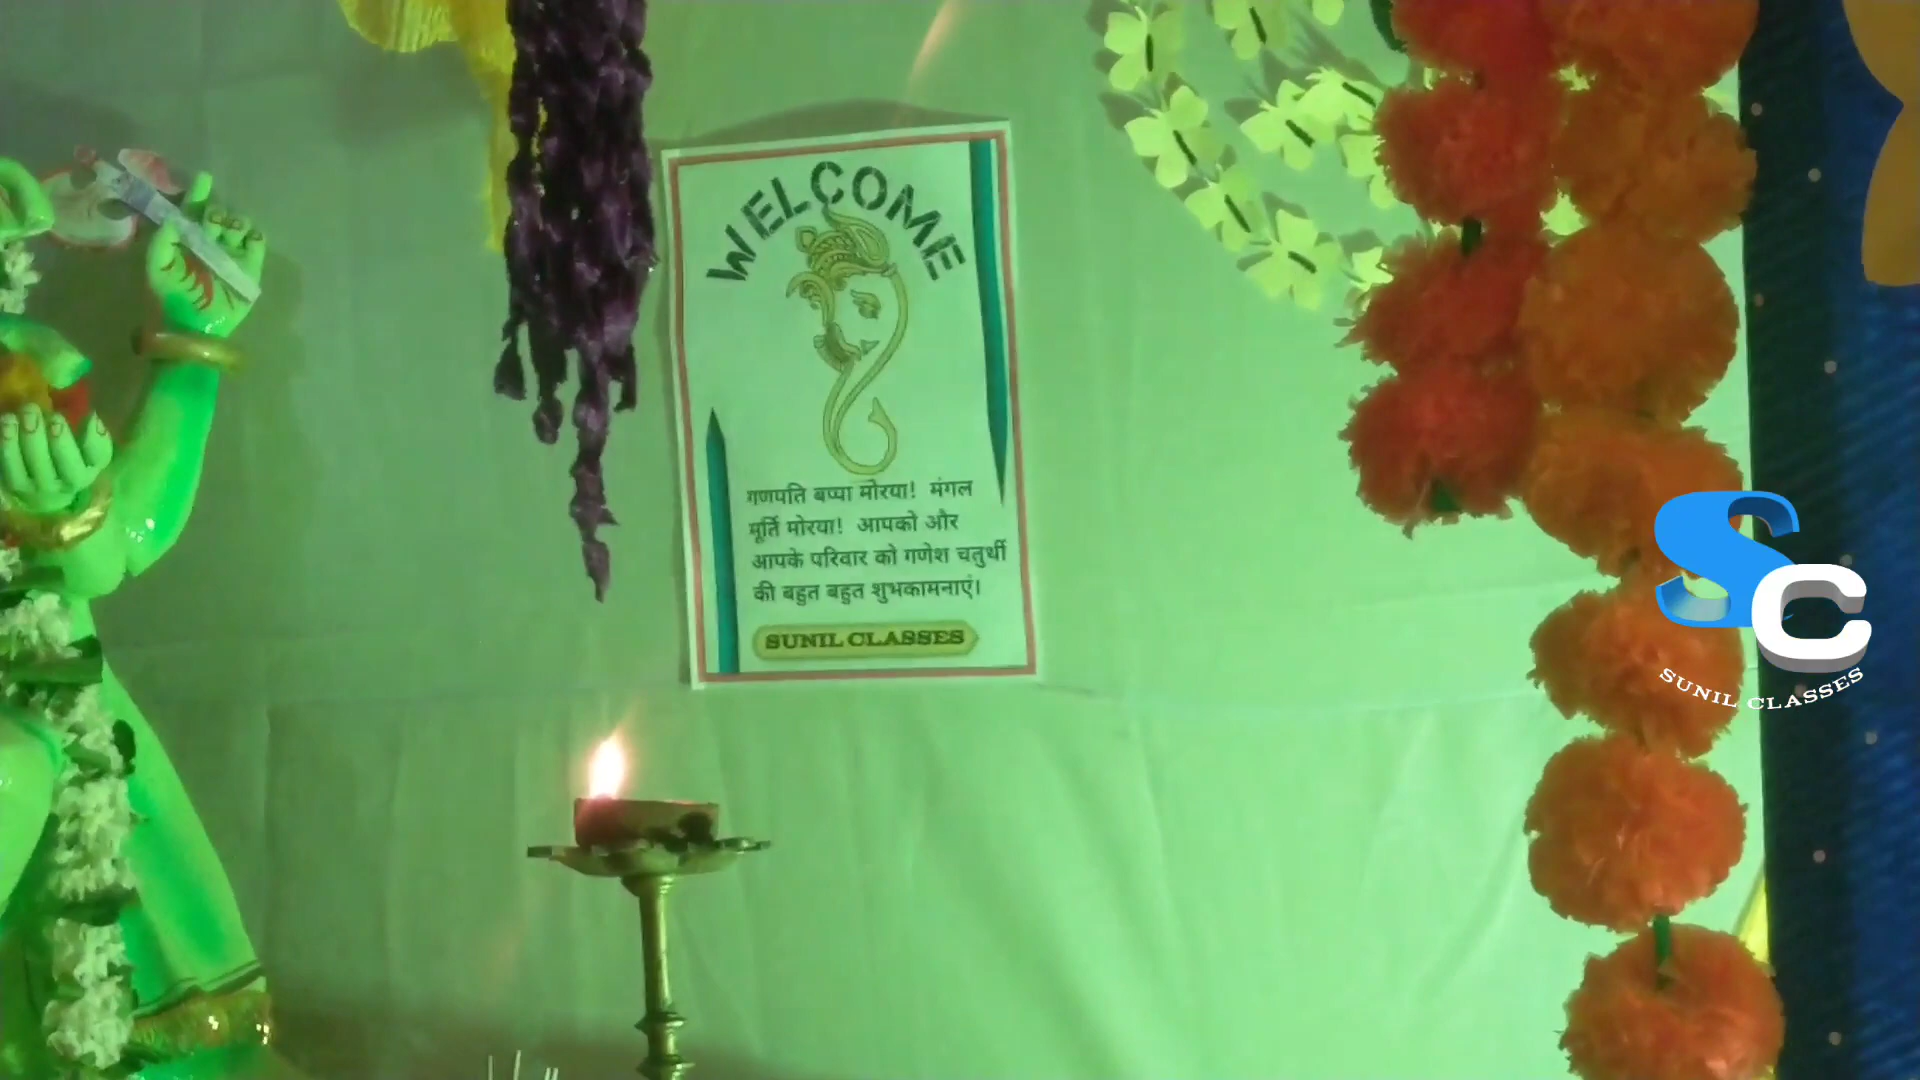 WELCOME
गणपति बप्पा मोरया! मंगल
मूर्ति मोरया! आपको और
आपके परिवार को गणेश चतुर्थी
की बहुत बहुत शुभकामनाएं।
SUNIL CLASSES
SC
SUNIL CLASSES